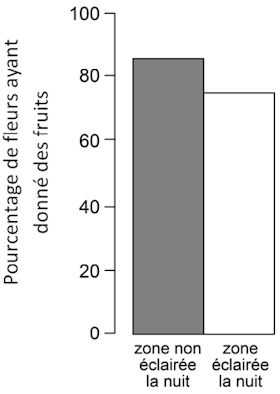 Pourcentage de fleurs ayant
donné des fruits
100
80
60
40
20
0
zone non
éclairée
la nuit
zone
éclairée
la nuit